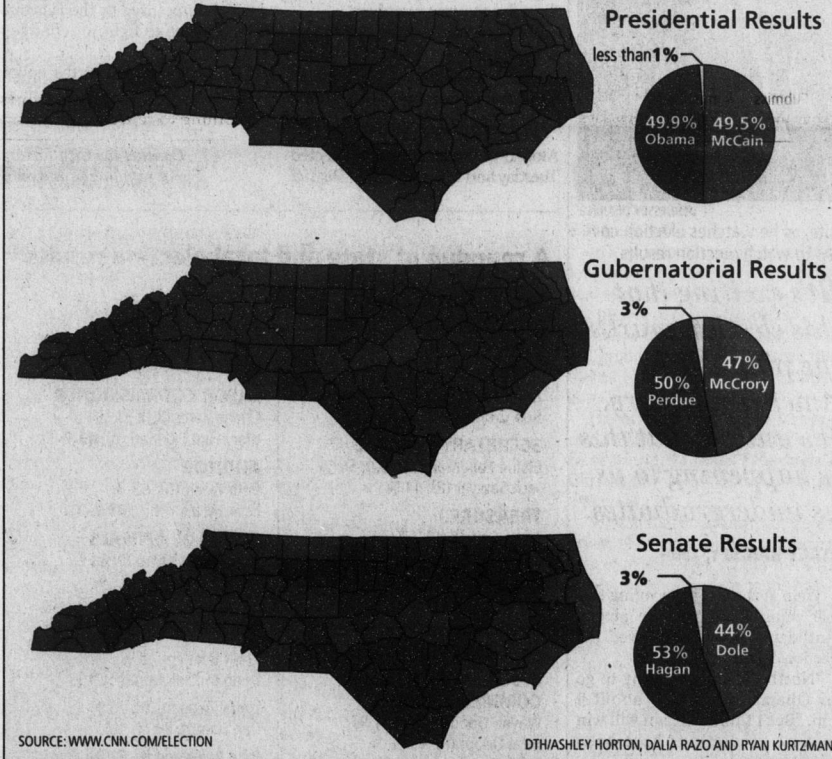 Presidential Results
less than 1%
49.9%
Obama
49.5%
McCain
Gubernatorial Results
3%
50%
Perdue
47%
McCrory
Senate Results
3%
53%
Hagan
44%
Dole
SOURCE: WWW.CNN.COM/ELECTION
DTH/ASHLEY HORTON, DALIA RAZO AND RYAN KURTZMAN